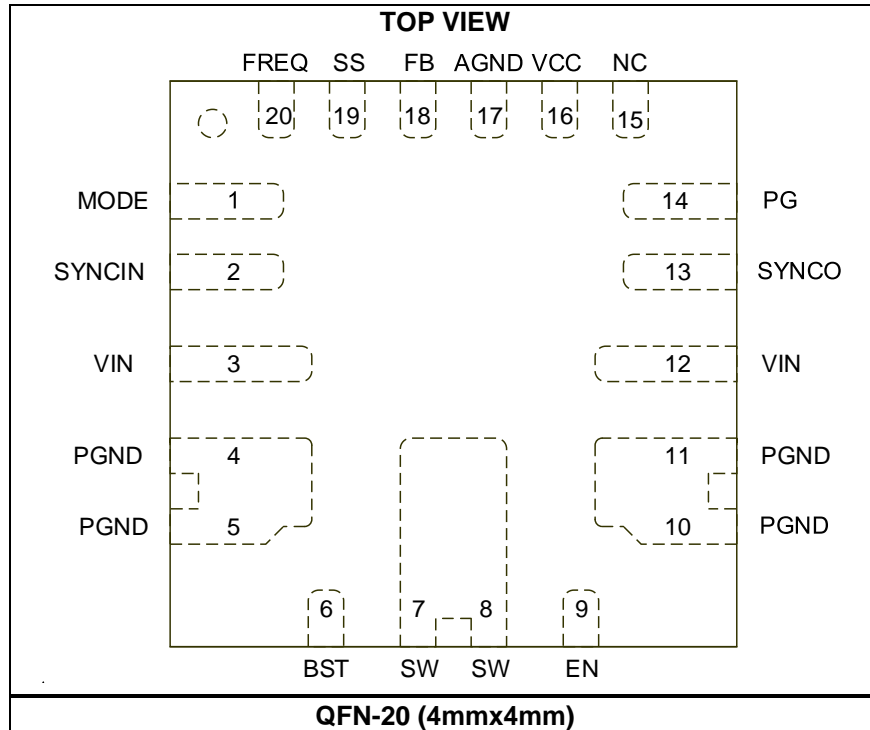 TOP VIEW
FREQ SS FB AGND VCC NC
20 19 18 17 16 15
MODE 1 14 PG
SYNCIN 2 13 SYNCO
VIN 3 12 VIN
PGND 4 11 PGND
PGND 5 10 PGND
6 7 8 9
BST SW SW EN
QFN-20 (4mmx4mm)